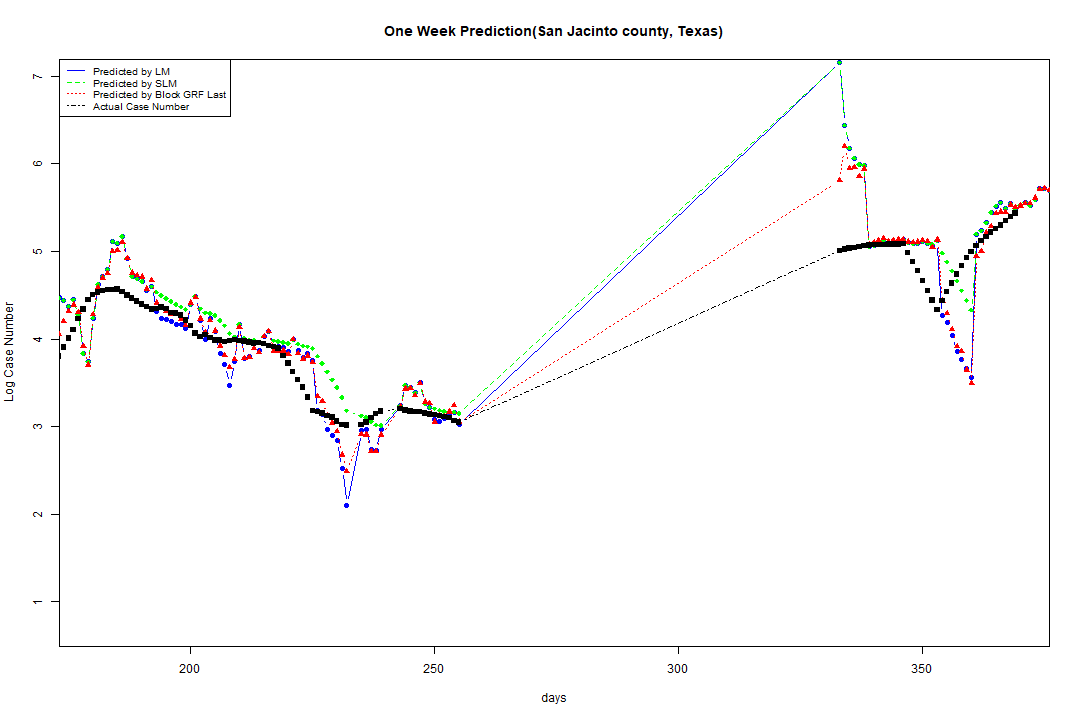 One Week Prediction(San Jacinto county, Texas)
Predicted by LM
Predicted by SLM
Predicted by Block GRF Last
Actual Case Number
7
6
5
4
3
2
1
Log Case Number
200 250 300 350
days